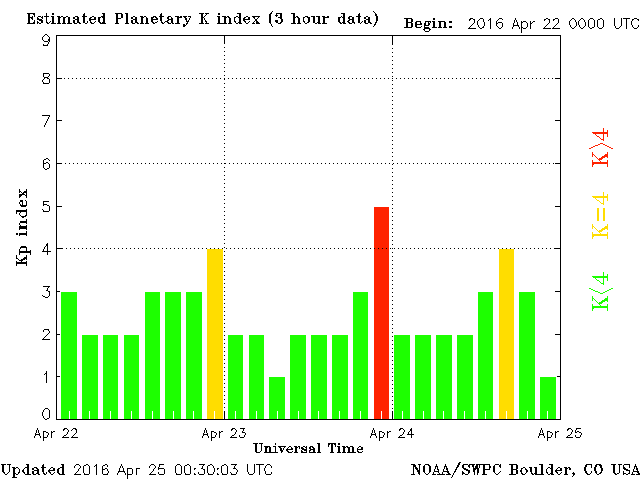 Estimated Planetary K index (3 hour data) Begin: 2016 Apr 22 0000 UTC
9
8
7
6
5
4
3
2
1
0
Kp index
K>4
K=4
K<4
Apr 22 Apr 23 Apr 24 Apr 25
Universal Time
Updated 2016 Apr 25 00:30:03 UTC NOAA/SWPC Boulder, CO USA